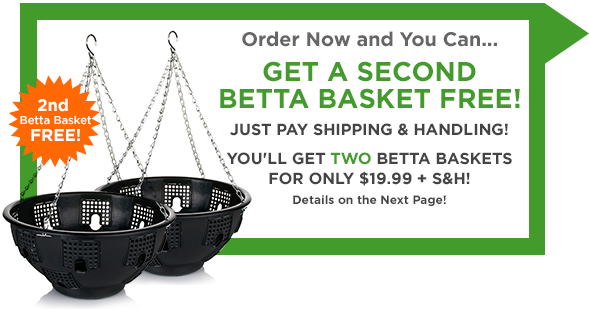 Order Now and You Can...
GET A SECOND
BETTA BASKET FREE!
JUST PAY SHIPPING & HANDLING!
YOU'LL GET TWO BETTA BASKETS
FOR ONLY $19.99 + S&H!
Details on the Next Page!
2nd
Betta Basket
FREE!